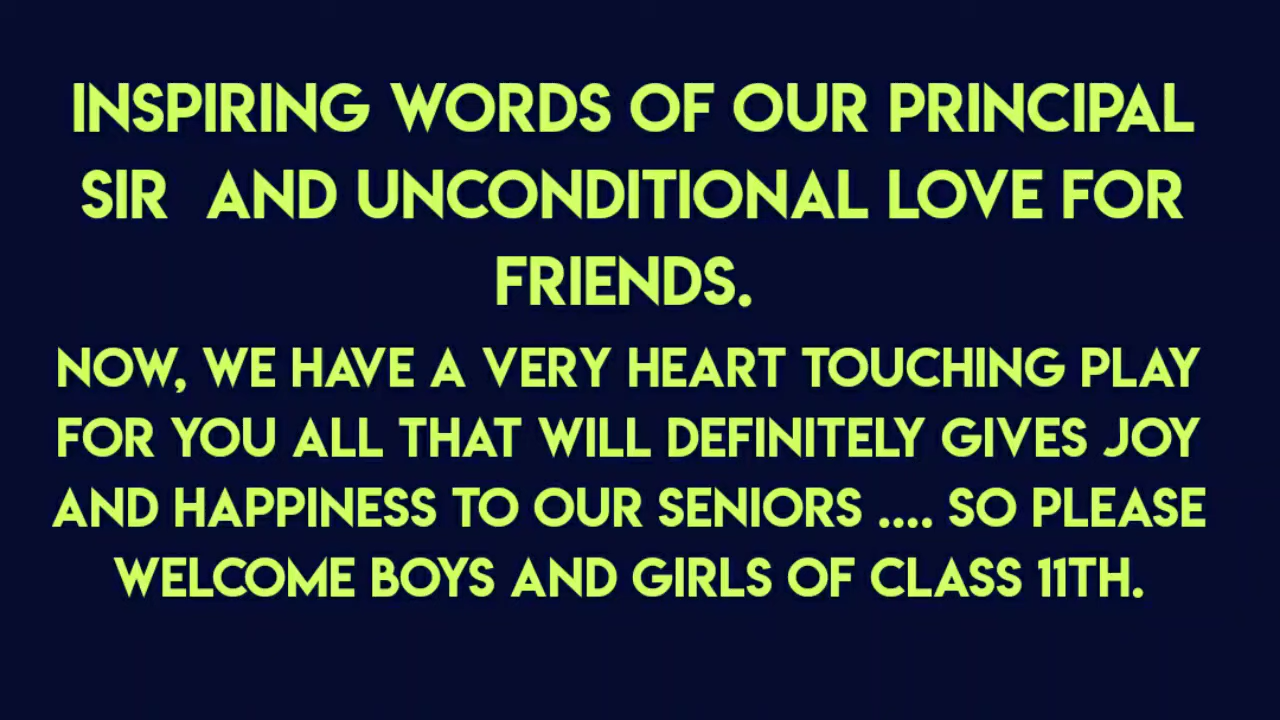 INSPIRING WORDS OF OUR PRINCIPAL
SIR AND UNCONDITIONAL LOVE FOR
FRIENDS.
NOW, WE HAVE A VERY HEART TOUCHING PLAY
FOR YOU ALL THAT WILL DEFINITELY GIVES JOY
AND HAPPINESS TO OUR SENIORS .... SO PLEASE
WELCOME BOYS AND GIRLS OF CLASS 11TH.